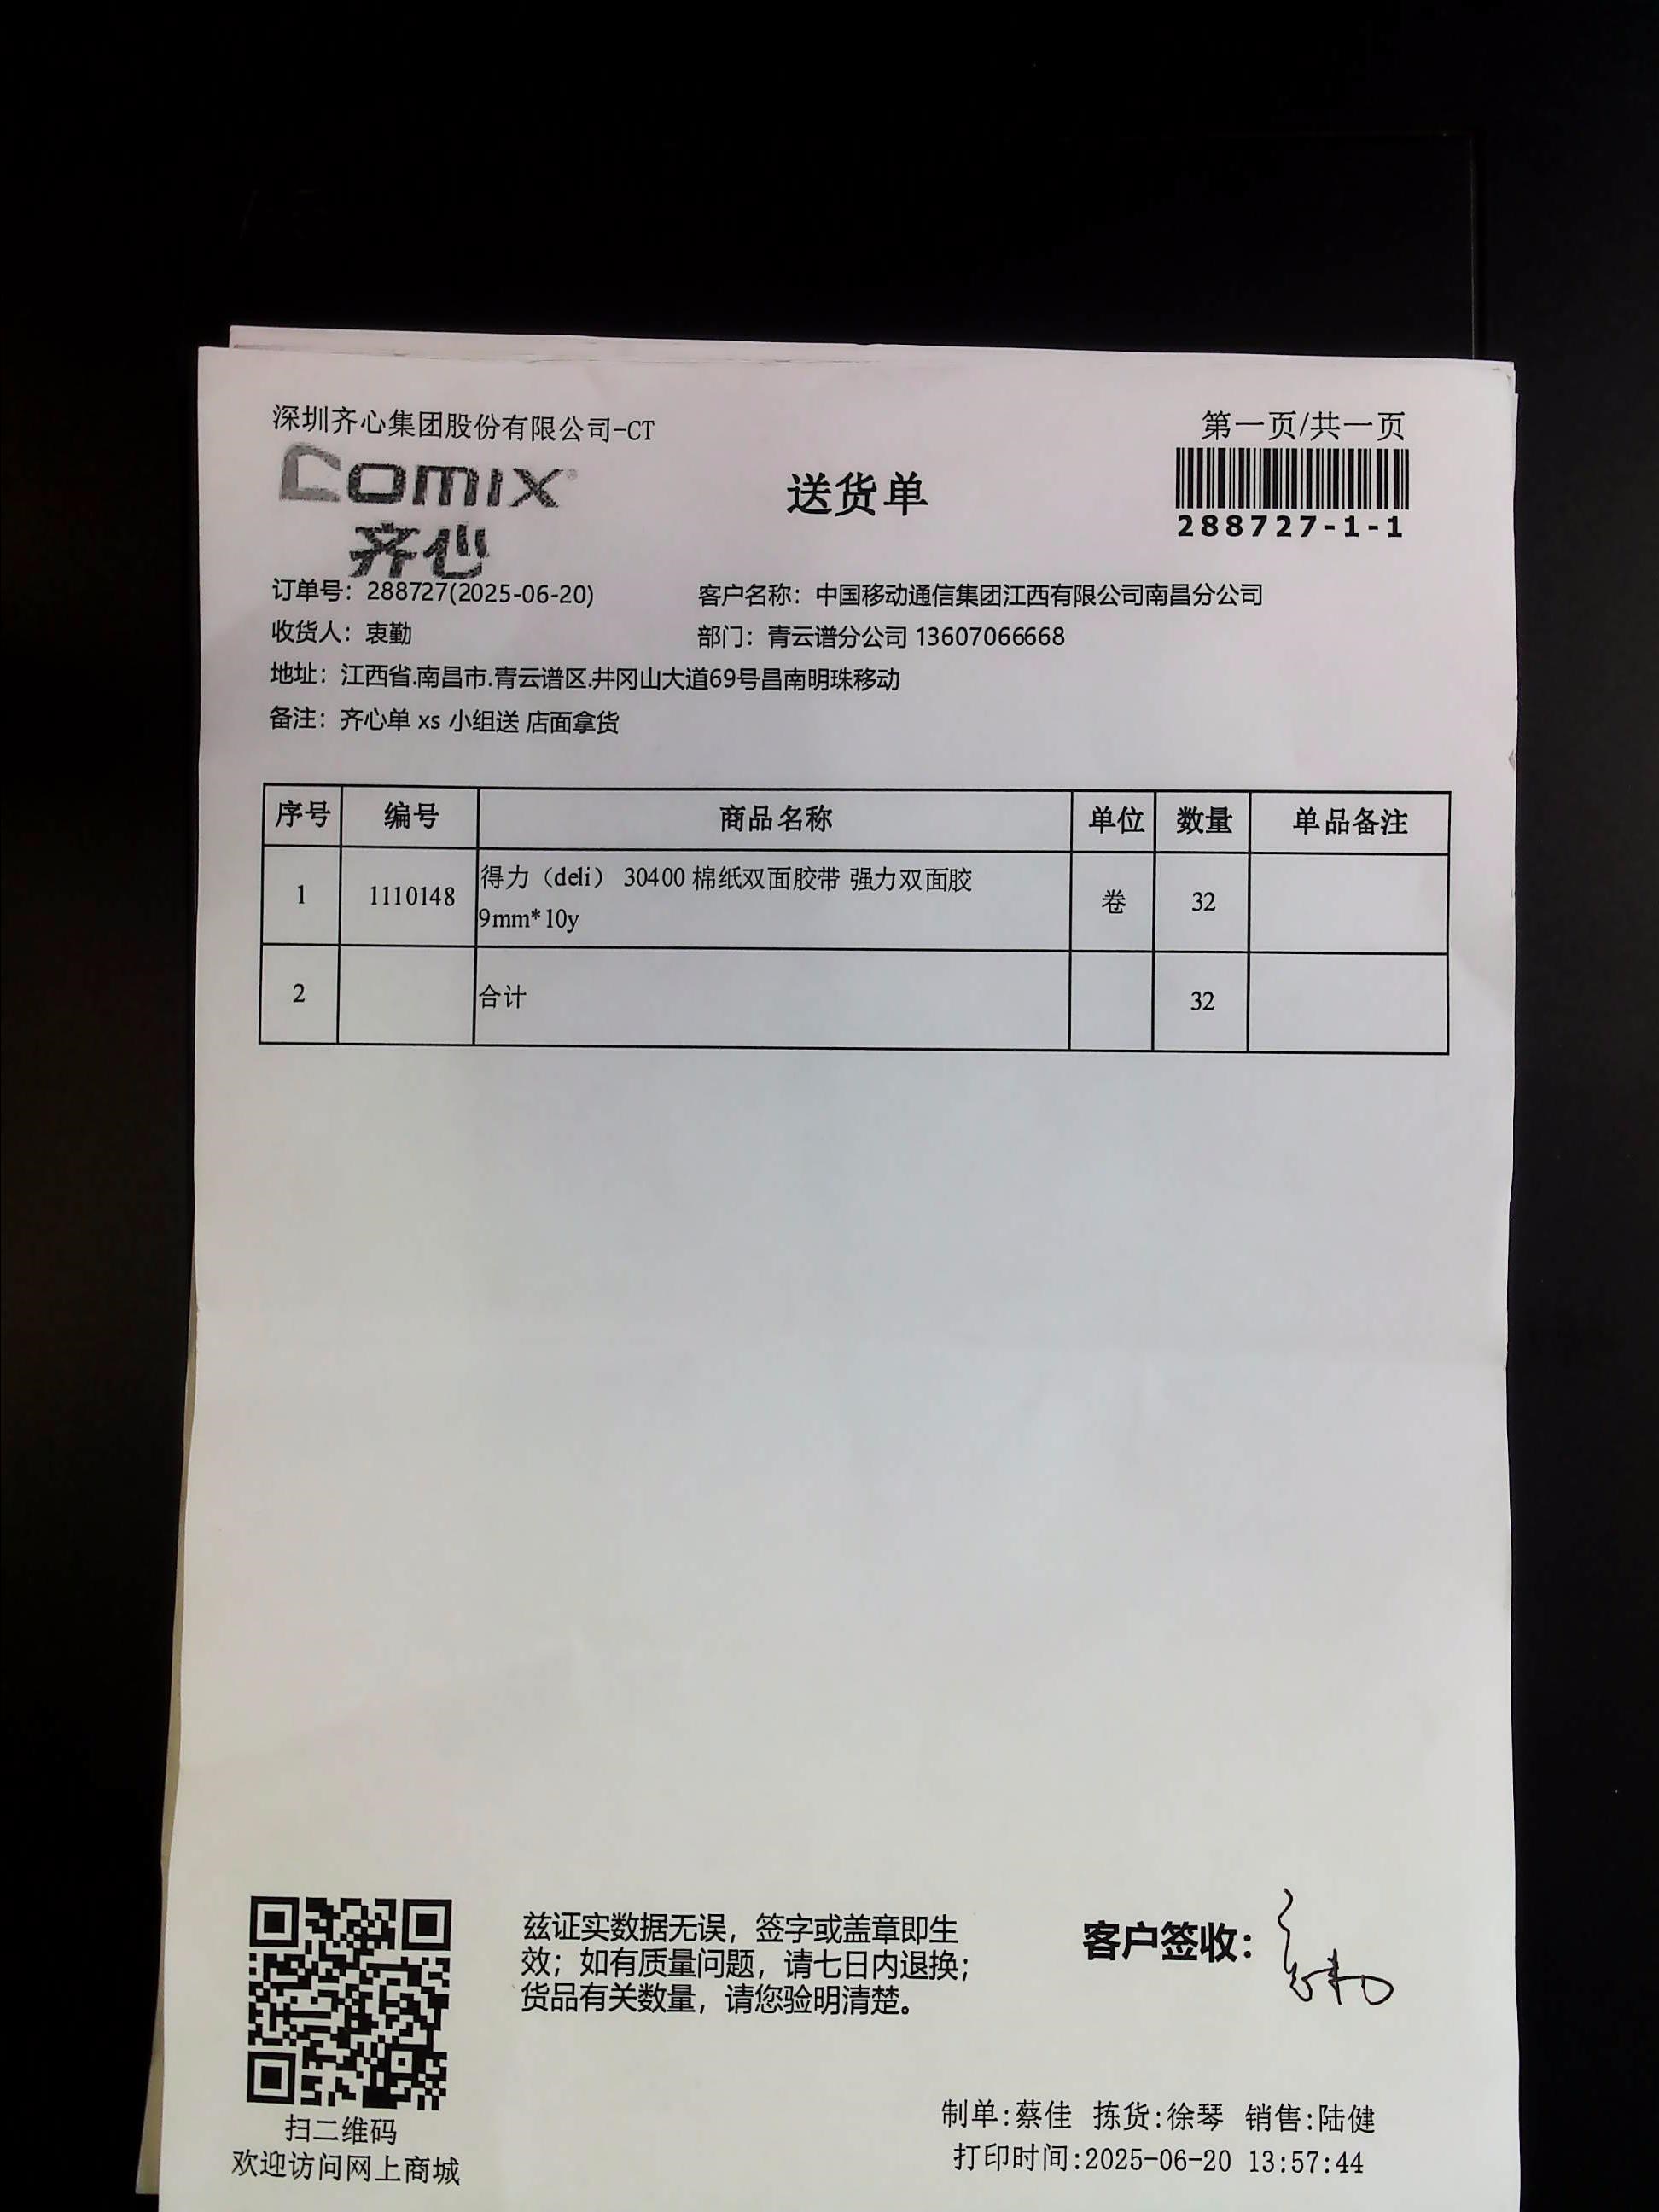 深圳齐心集团股份有限公司-CT
第一页/共一页
Comix
齐心
送货单
288727-1-1
订单号：288727(2025-06-20)
客户名称：中国移动通信集团江西有限公司南昌分公司
收货人：衷勤
部门：青云谱分公司 13607066668
地址：江西省.南昌市.青云谱区.井冈山大道69号昌南明珠移动
备注：齐心单 xs 小组送 店面拿货
序号 编号 商品名称 单位 数量 单品备注
1 1110148 得力（deli） 30400 棉纸双面胶带 强力双面胶 卷 32
9mm*10y
2 合计 32
兹证实数据无误，签字或盖章即生
效；如有质量问题，请七日内退换；
货品有关数量，请您验明清楚。
客户签收：
扫二维码
欢迎访问网上商城
制单:蔡佳 拣货:徐琴 销售:陆健
打印时间:2025-06-20 13:57:44